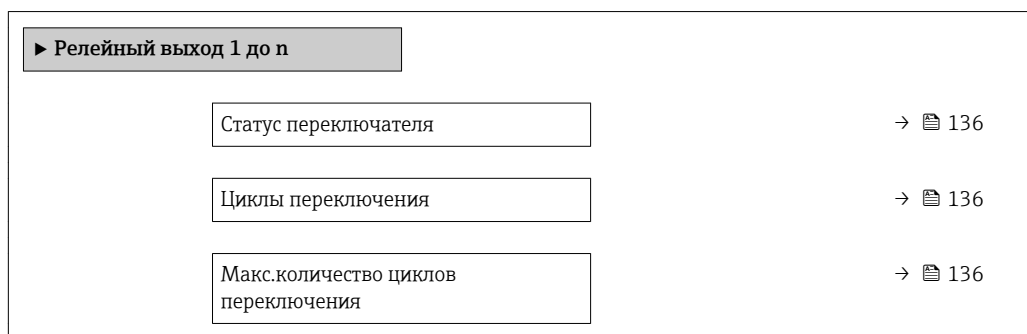 ▶ Релейный выход 1 до n
Статус переключателя → 136
Циклы переключения → 136
Макс.количество циклов → 136
переключения